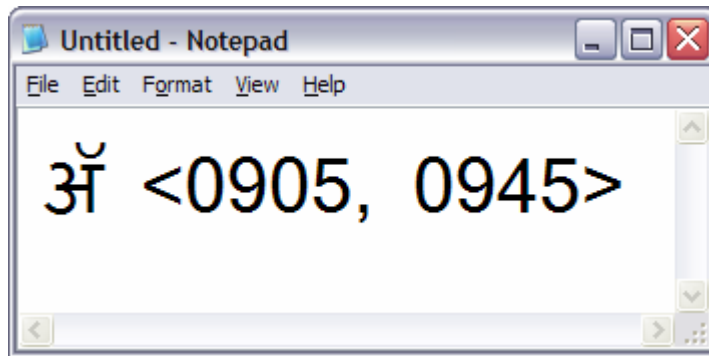 Untitled - Notepad
File Edit Format View Help
अॅ <0905, 0945>